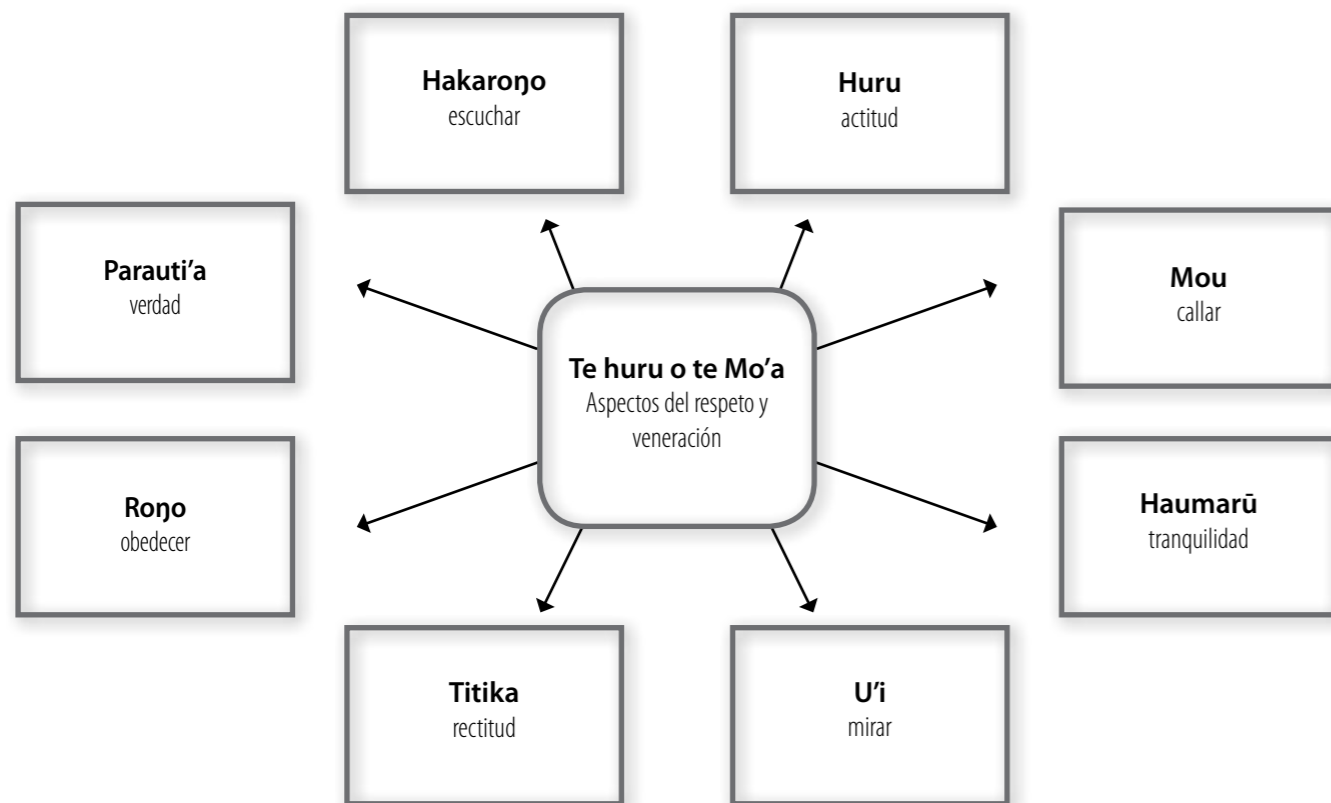 Hakaroŋo
escuchar
Huru
actitud
Parauti’a
verdad
Mou
callar
Te huru o te Mo’a
Aspectos del respeto y
veneración
Roŋo
obedecer
Haumarū
tranquilidad
Titika
rectitud
U’i
mirar